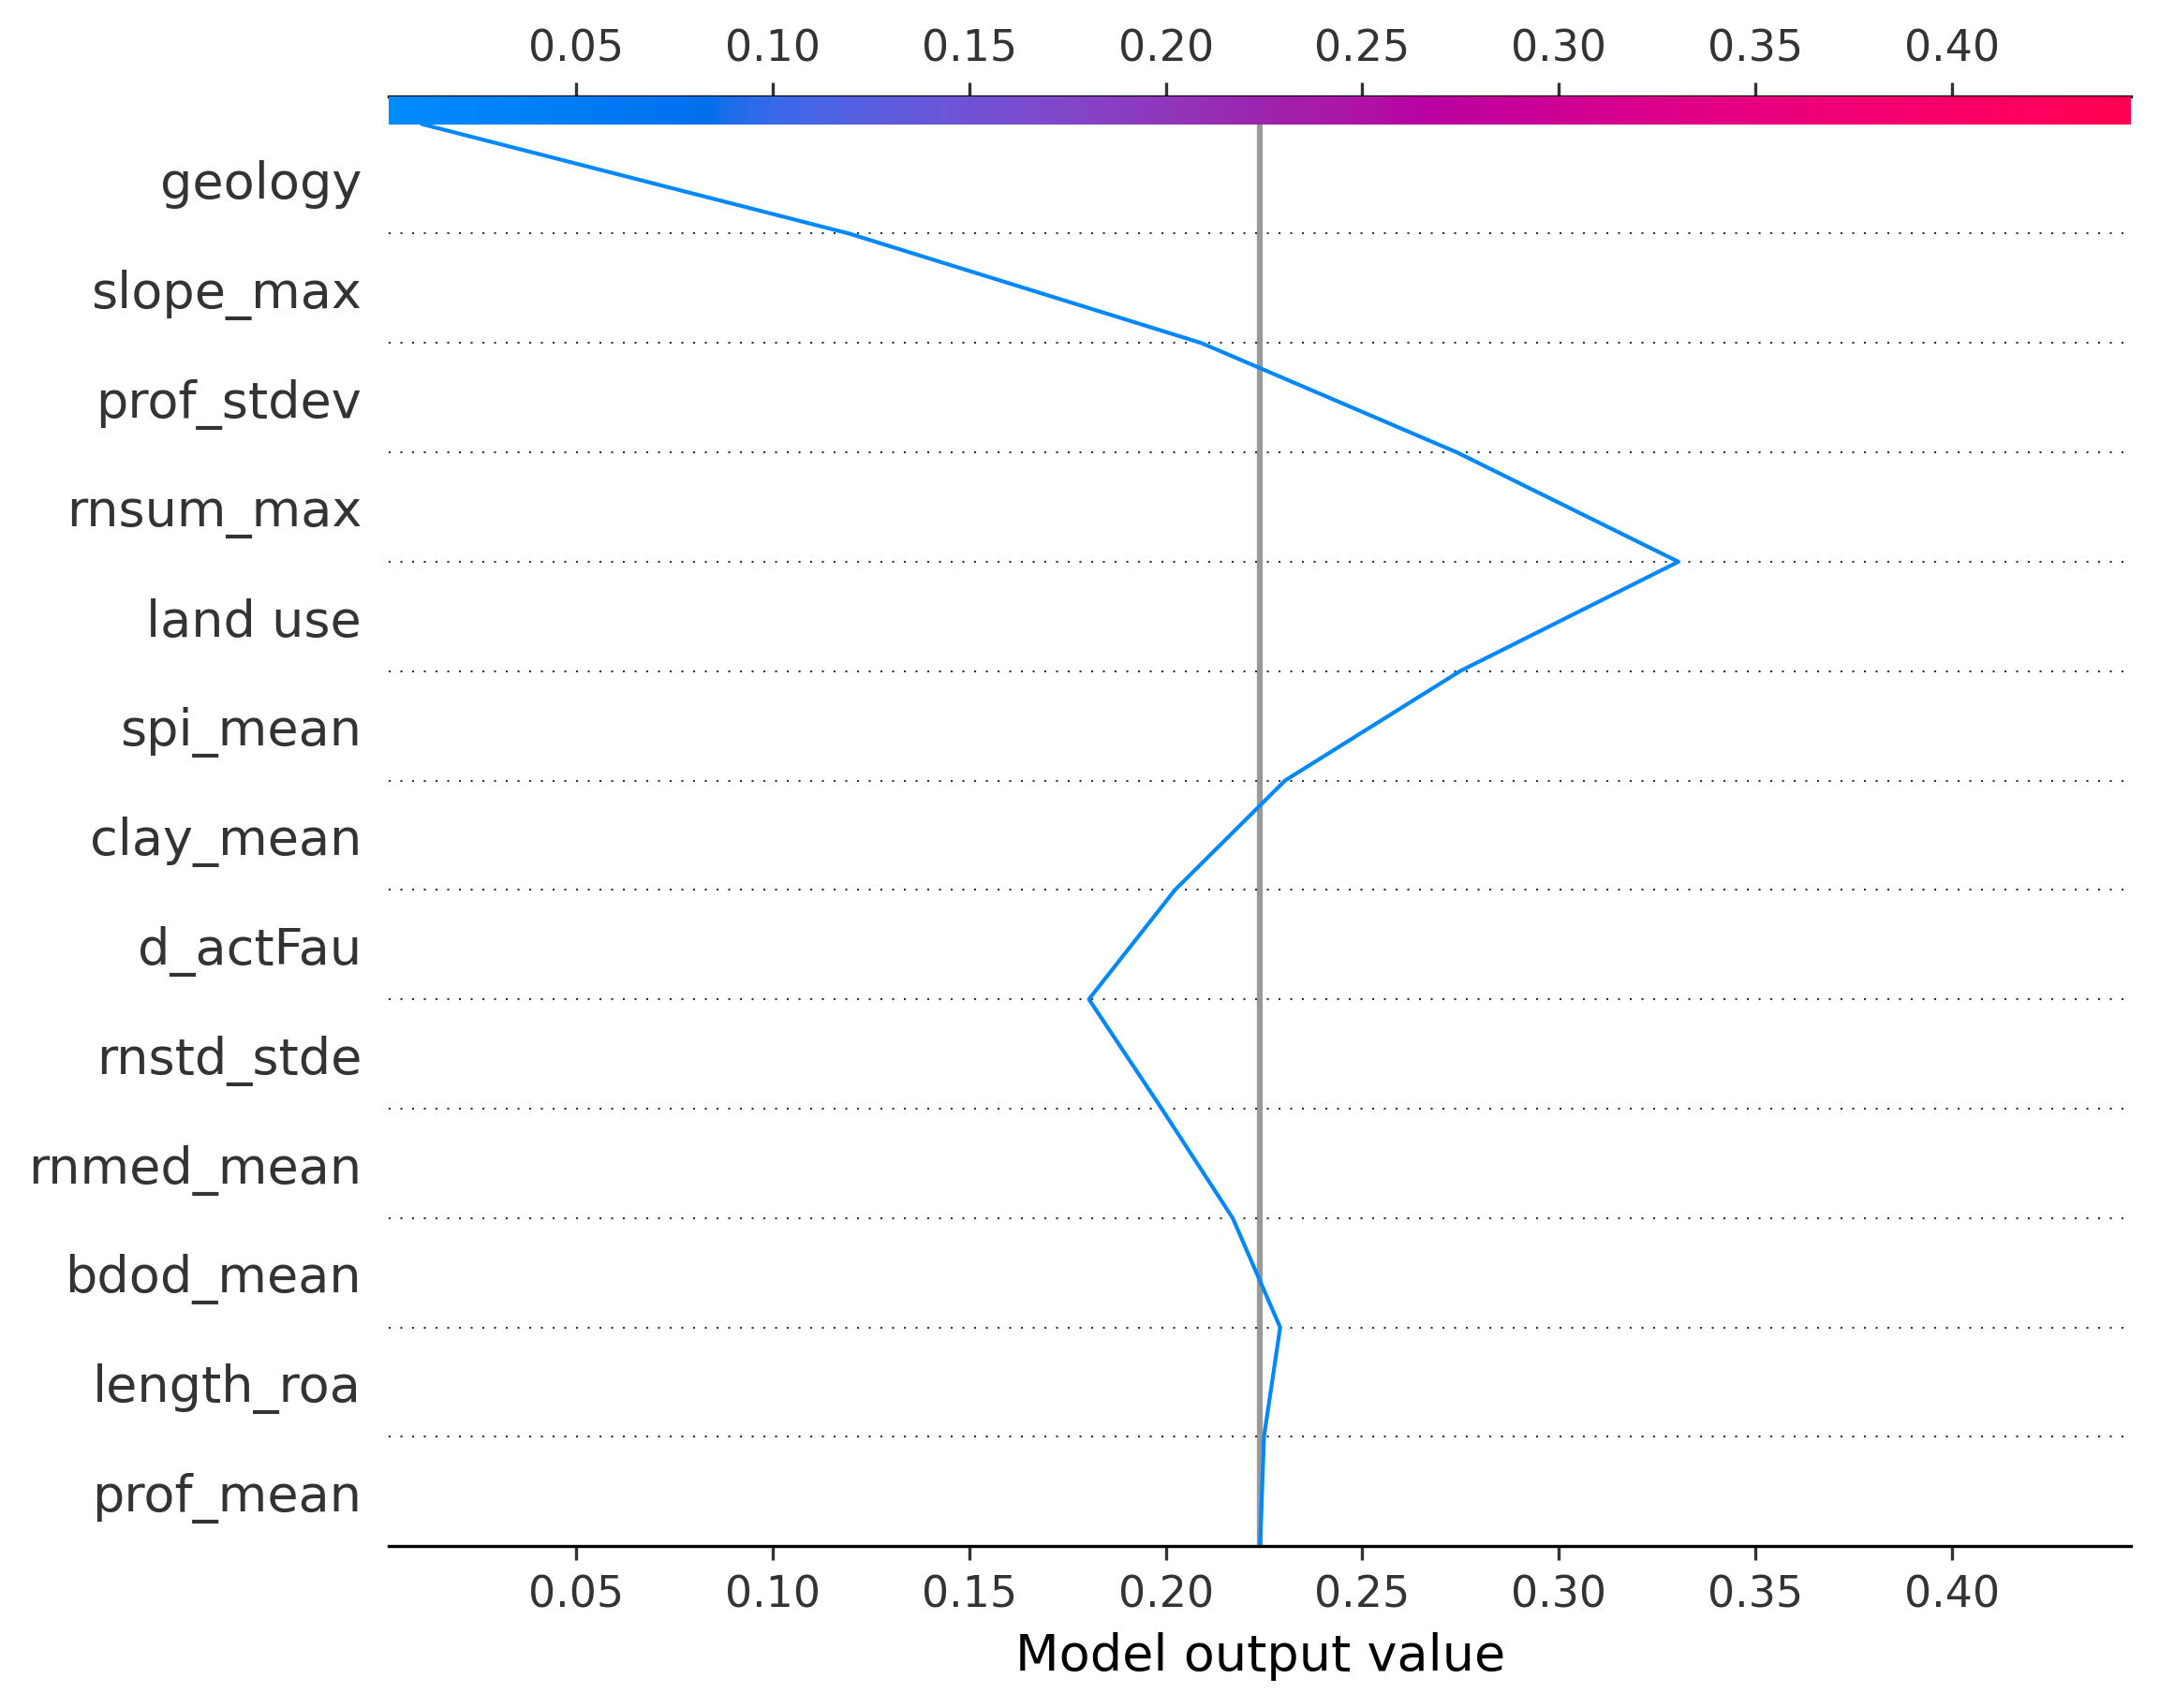 0.05 0.10 0.15 0.20 0.25 0.30 0.35 0.40
geology
slope_max
prof_stdev
rnsum_max
land use
spi_mean
clay_mean
d_actFau
rnstd_stde
rnmed_mean
bdod_mean
length_roa
prof_mean
0.05 0.10 0.15 0.20 0.25 0.30 0.35 0.40
Model output value